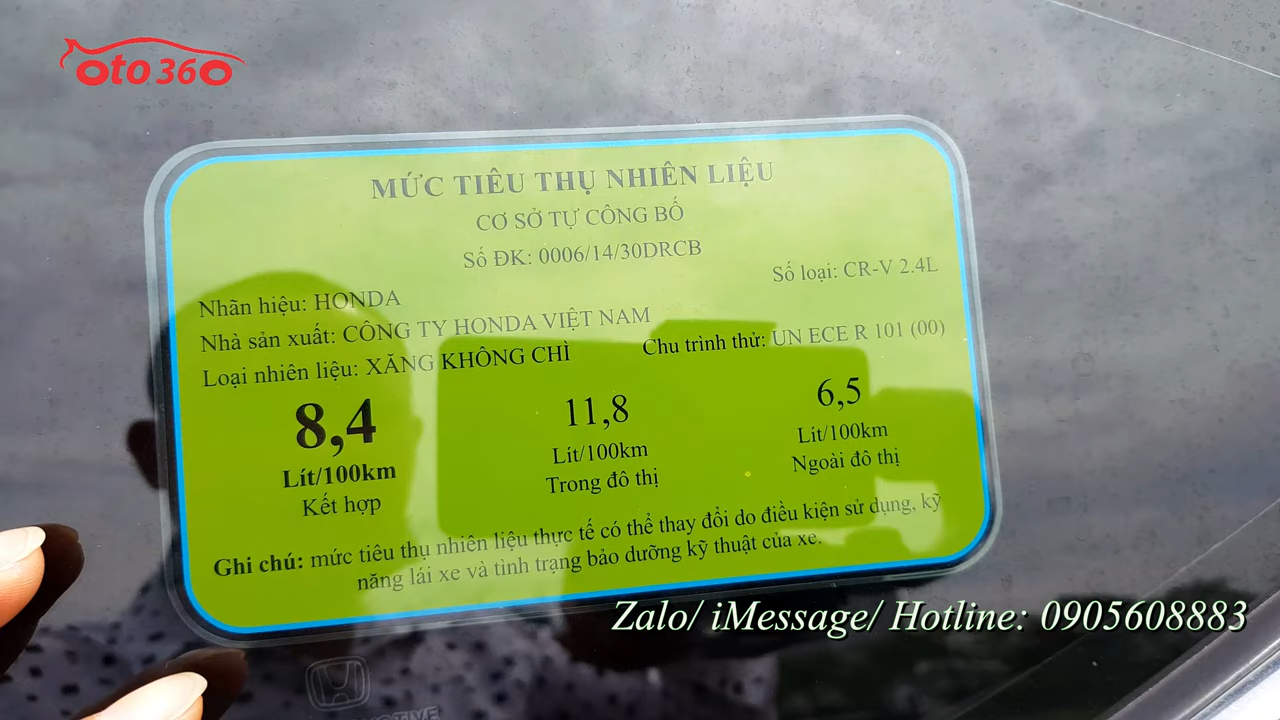 oto360
MỨC TIÊU THỤ NHIÊN LIỆU
CƠ SỞ TỰ CÔNG BỐ
Số ĐK: 0006/14/30DRCB
Nhãn hiệu: HONDA Số loại: CR-V 2.4L
Nhà sản xuất: CÔNG TY HONDA VIỆT NAM
Loại nhiên liệu: XĂNG KHÔNG CHÌ Chu trình thử: UN ECE R 101 (00)
8,4 11,8 6,5
Lít/100km Lít/100km Lít/100km
Kết hợp Trong đô thị Ngoài đô thị
Ghi chú: mức tiêu thụ nhiên liệu thực tế có thể thay đổi do điều kiện sử dụng, kỹ
năng lái xe và tình trạng bảo dưỡng kỹ thuật của xe.
Zalo/ iMessage/ Hotline: 0905608883